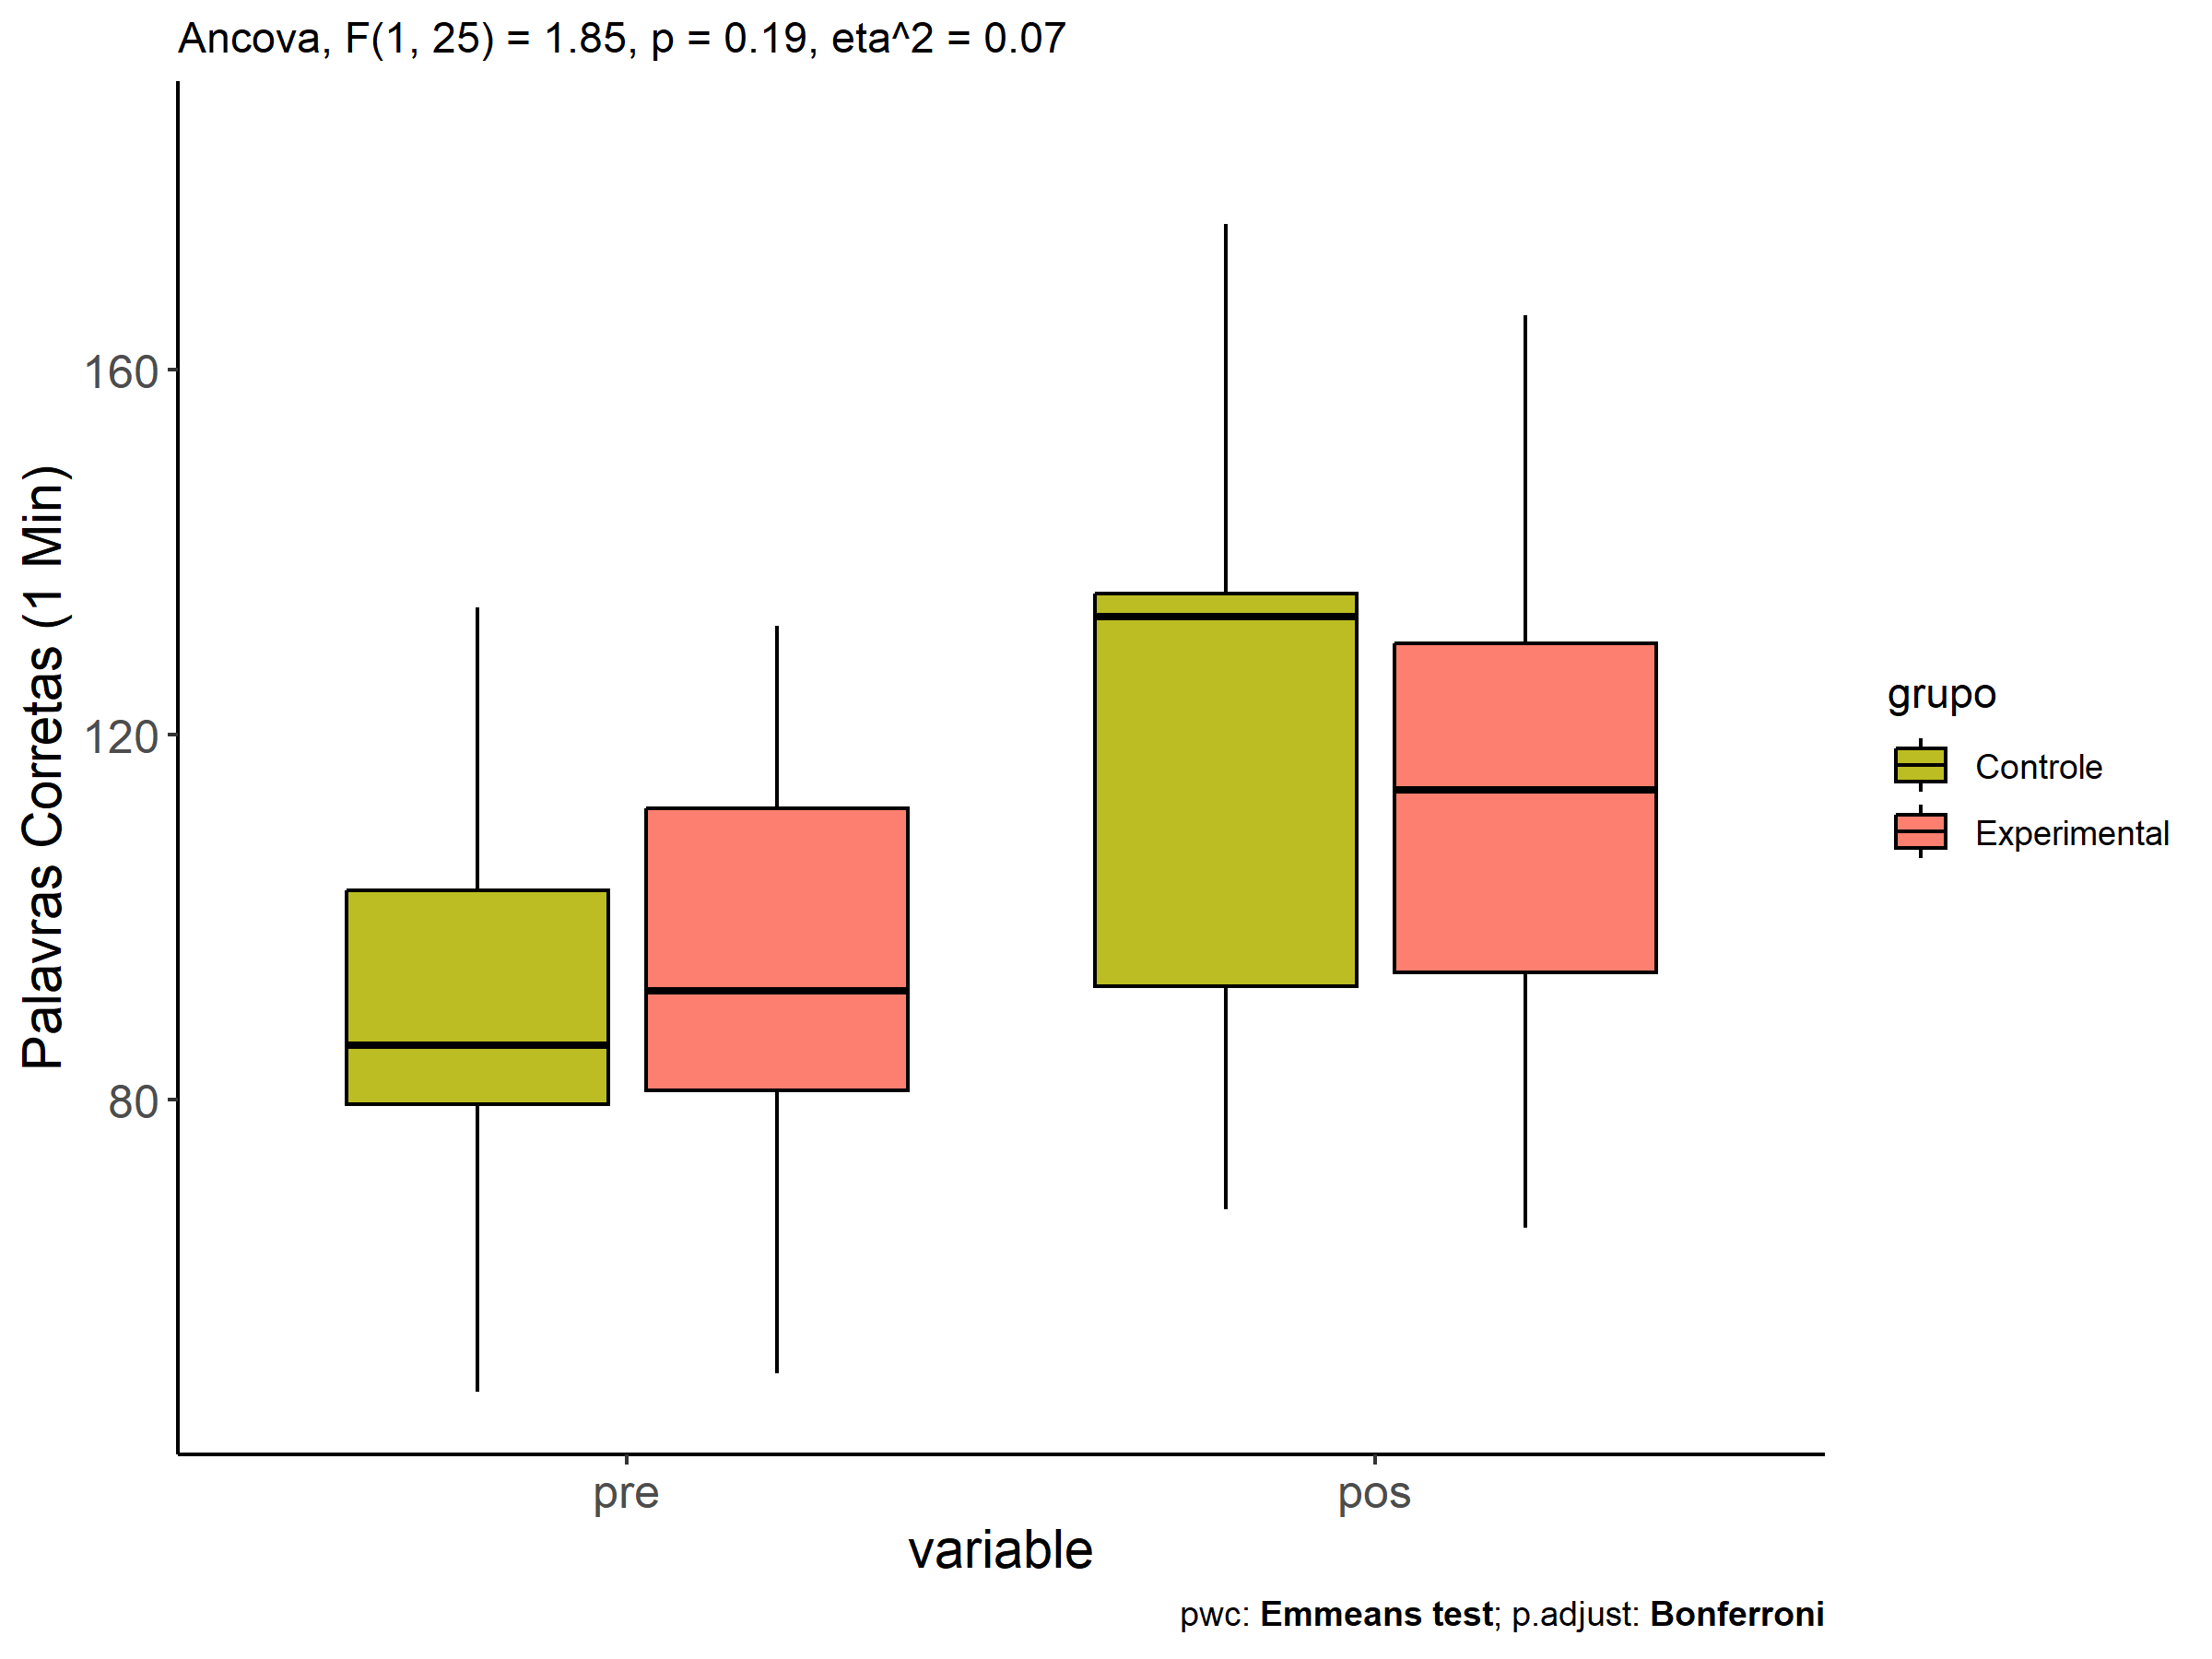 Ancova, F(1, 25) = 1.85, p = 0.19, eta^2 = 0.07
Palavras Corretas (1 Min)
160
120
80
pre
pos
variable
grupo
Controle
Experimental
pwc: Emmeans test; p.adjust: Bonferroni